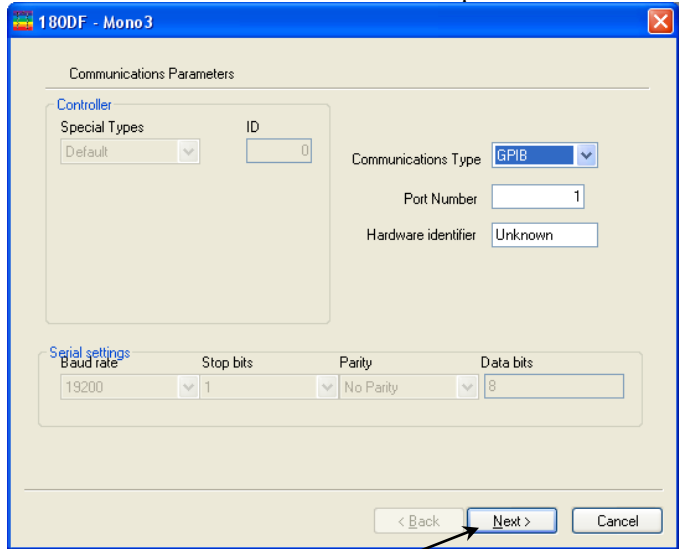 180DF - Mono3
Communications Parameters
Controller
Special Types ID
Default 0
Communications Type GPIB
Port Number 1
Hardware identifier Unknown
Serial settings
Baud rate Stop bits Parity Data bits
19200 1 No Parity 8
< Back Next > Cancel